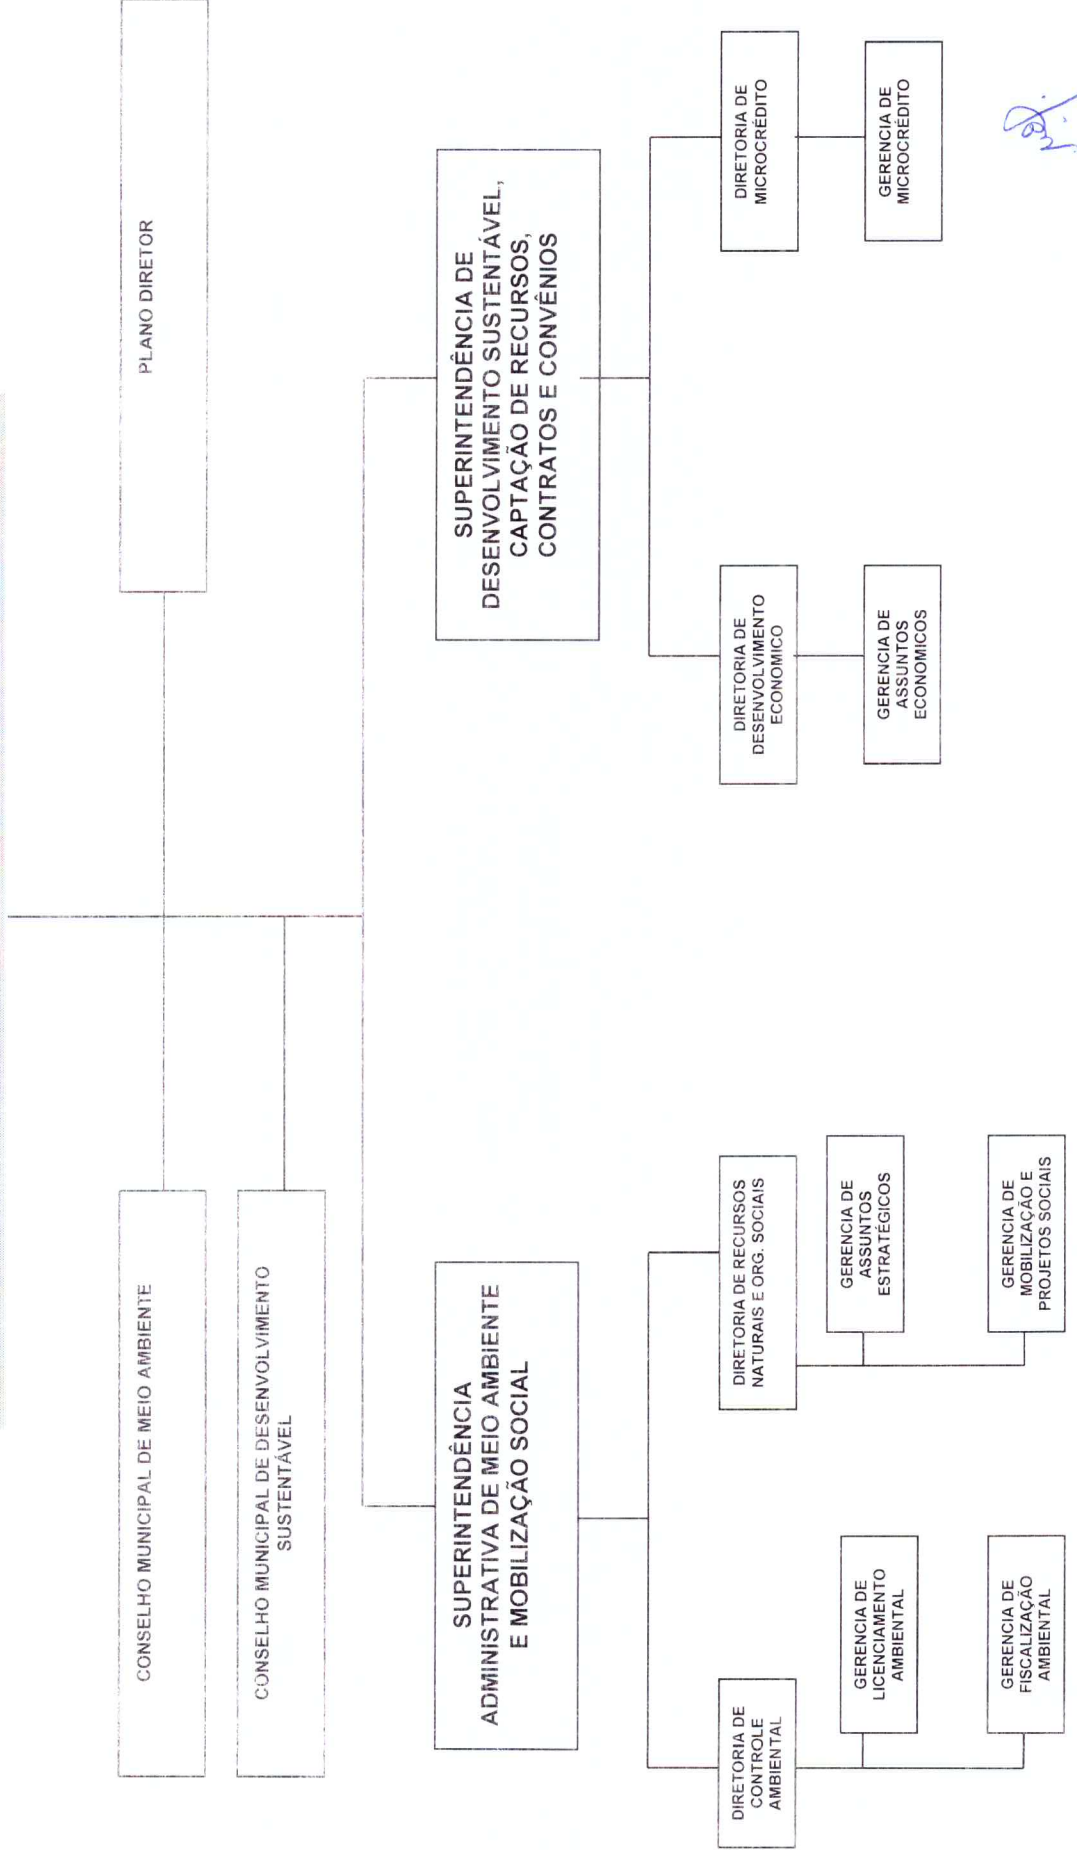 PLANO DIRETOR
CONSELHO MUNICIPAL DE MEIO AMBIENTE
CONSELHO MUNICIPAL DE DESENVOLVIMENTO
SUSTENTÁVEL
SUPERINTENDÊNCIA
ADMINISTRATIVA DE MEIO AMBIENTE
E MOBILIZAÇÃO SOCIAL
SUPERINTENDÊNCIA DE
DESENVOLVIMENTO SUSTENTÁVEL,
CAPTAÇÃO DE RECURSOS,
CONTRATOS E CONVÊNIOS
DIRETORIA DE
CONTROLE
AMBIENTAL
DIRETORIA DE RECURSOS
NATURAIS E ORG. SOCIAIS
DIRETORIA DE
DESENVOLVIMENTO
ECONOMICO
DIRETORIA DE
MICROCRÉDITO
GERENCIA DE
LICENCIAMENTO
AMBIENTAL
GERENCIA DE
ASSUNTOS
ESTRATÉGICOS
GERENCIA DE
ASSUNTOS
ECONOMICOS
GERENCIA DE
MICROCRÉDITO
GERENCIA DE
FISCALIZAÇÃO
AMBIENTAL
GERENCIA DE
MOBILIZAÇÃO E
PROJETOS SOCIAIS